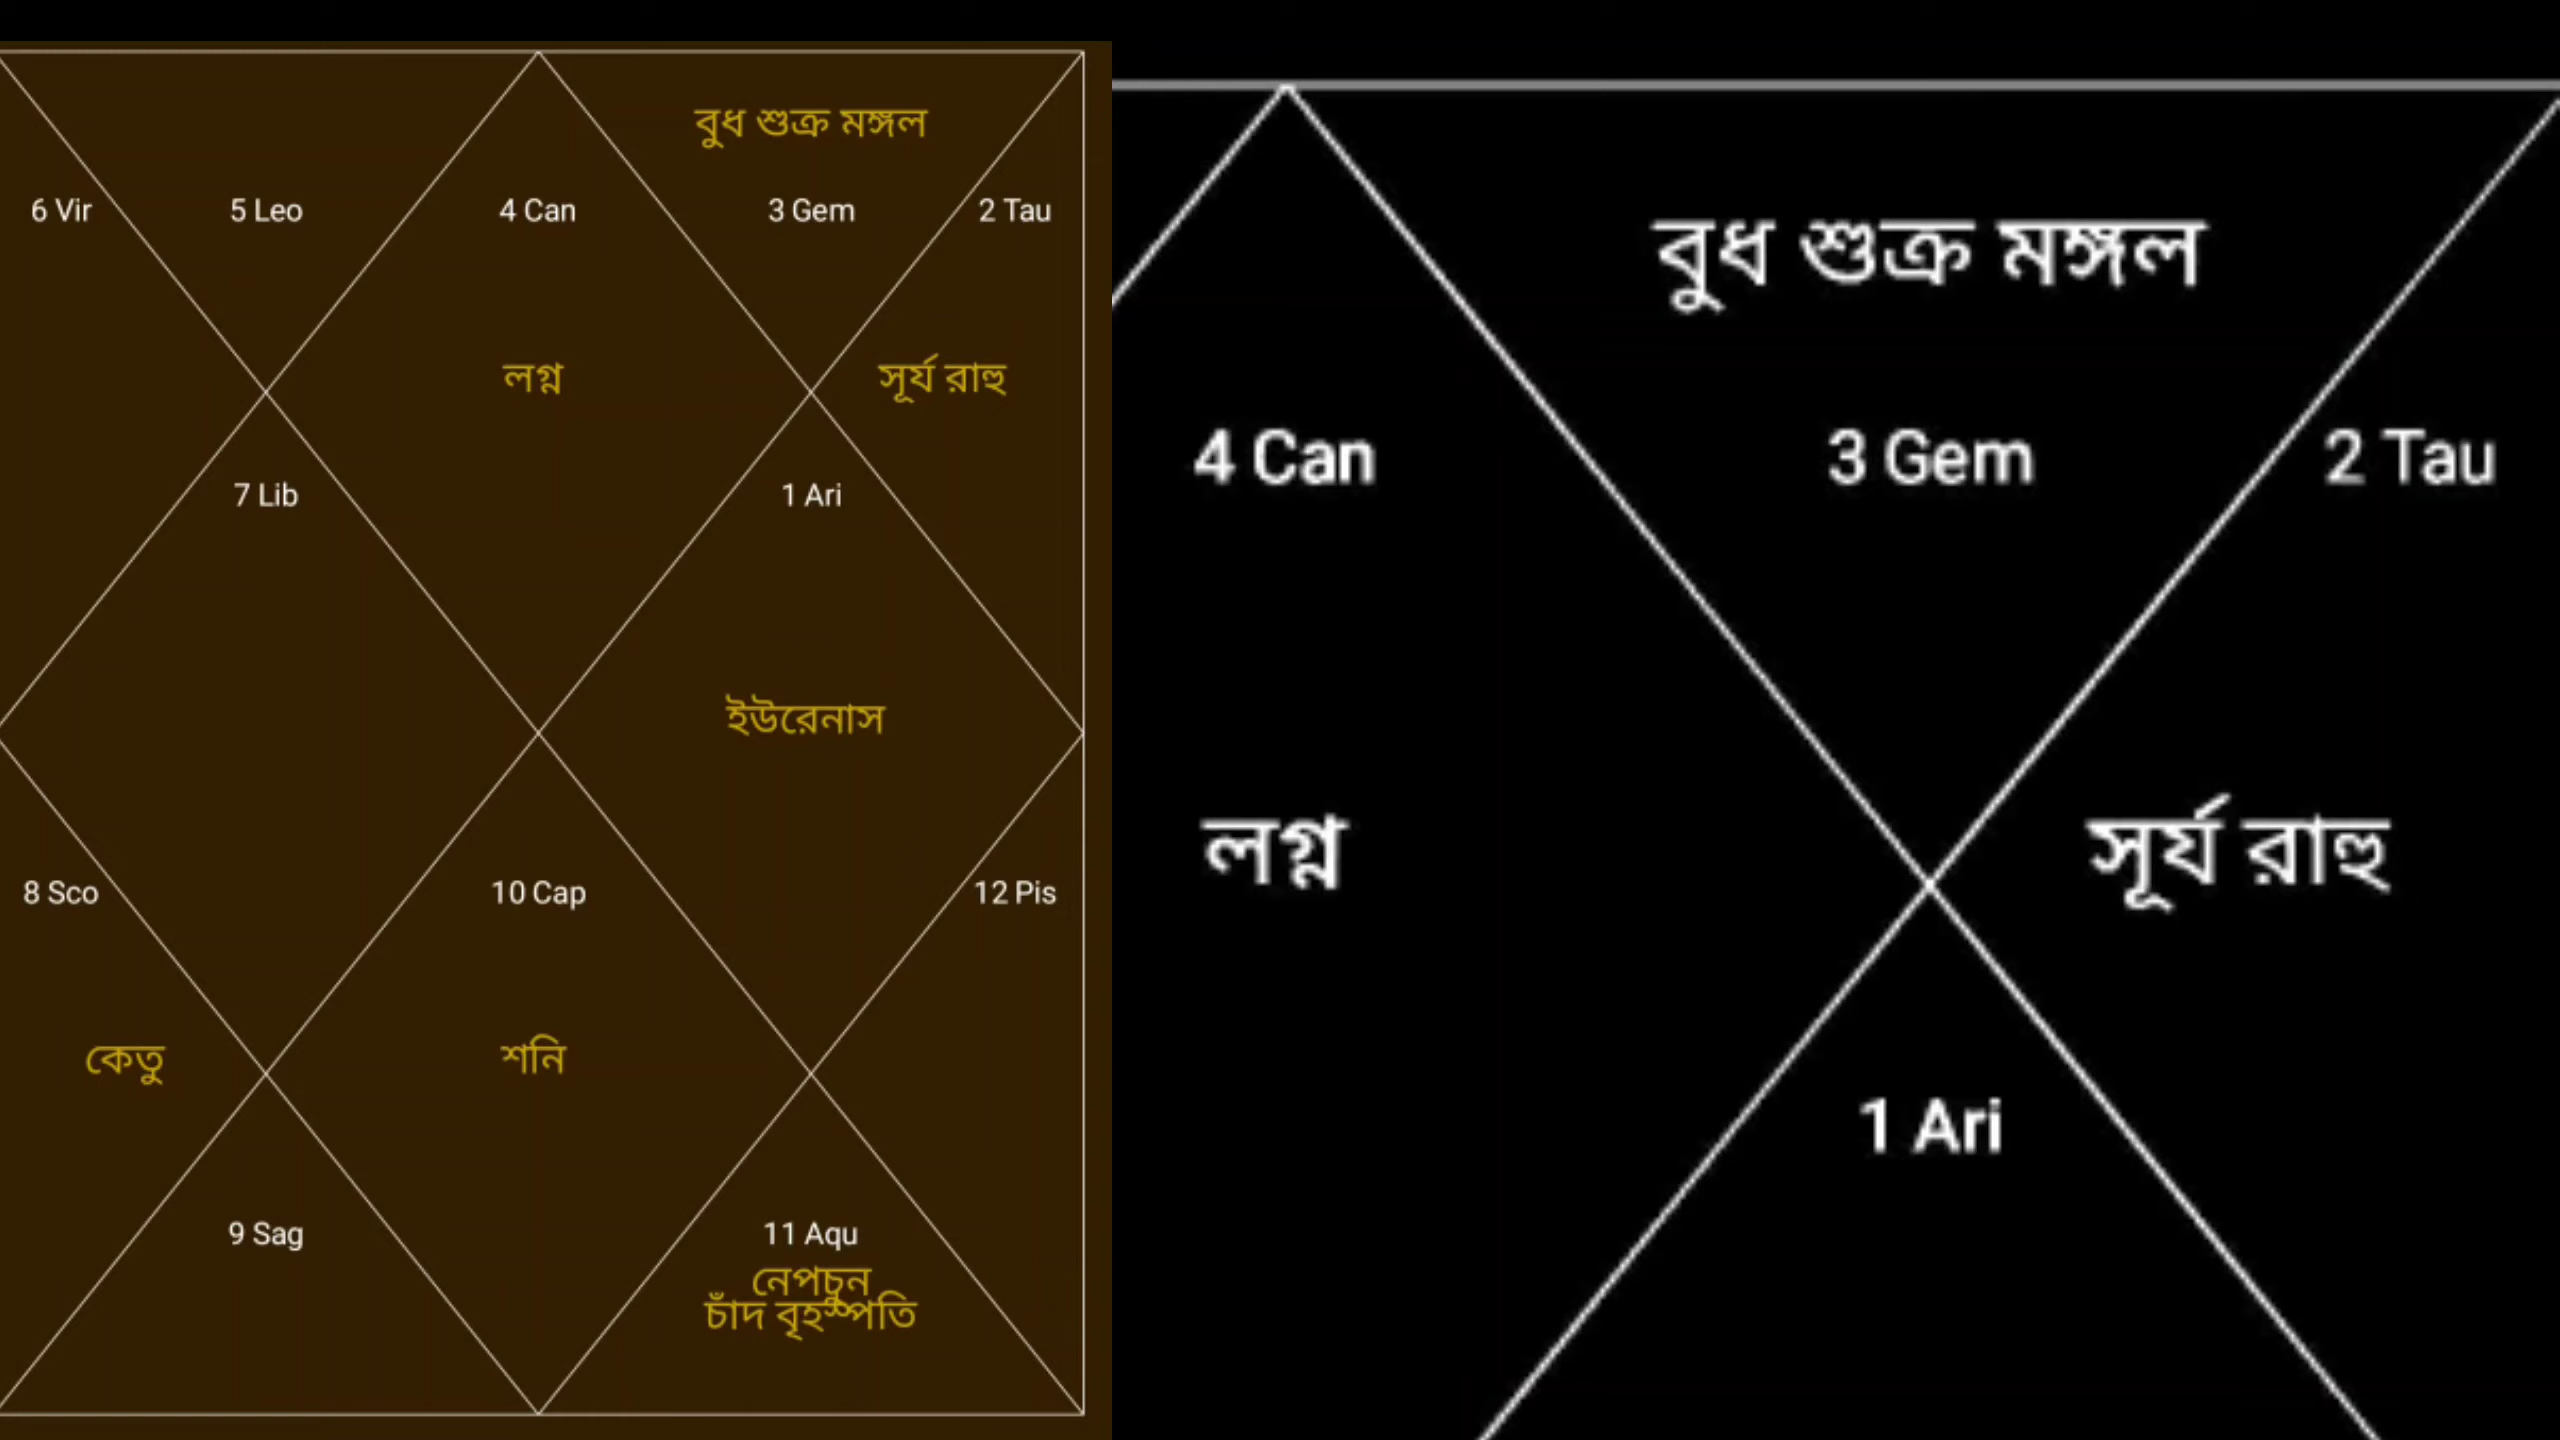 বুধ শুক্র মঙ্গল
6 Vir
5 Leo
4 Can
3 Gem
2 Tau
লগ্ন
সূর্য রাহু
7 Lib
1 Ari
ইউরেনাস
8 Sco
10 Cap
12 Pis
কেতু
শনি
9 Sag
11 Aqu
নেপচুন
চাঁদ বৃহস্পতি
বুধ শুক্র মঙ্গল
4 Can
3 Gem
2 Tau
লগ্ন
সূর্য রাহু
1 Ari